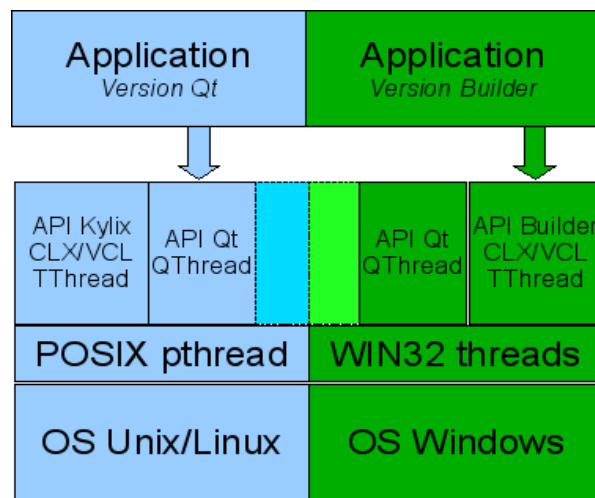 Application
Version Qt
Application
Version Builder
API Kylix
CLX/VCL
TThread
API Qt
QThread
API Qt
QThread
API Builder
CLX/VCL
TThread
POSIX pthread
WIN32 threads
OS Unix/Linux
OS Windows